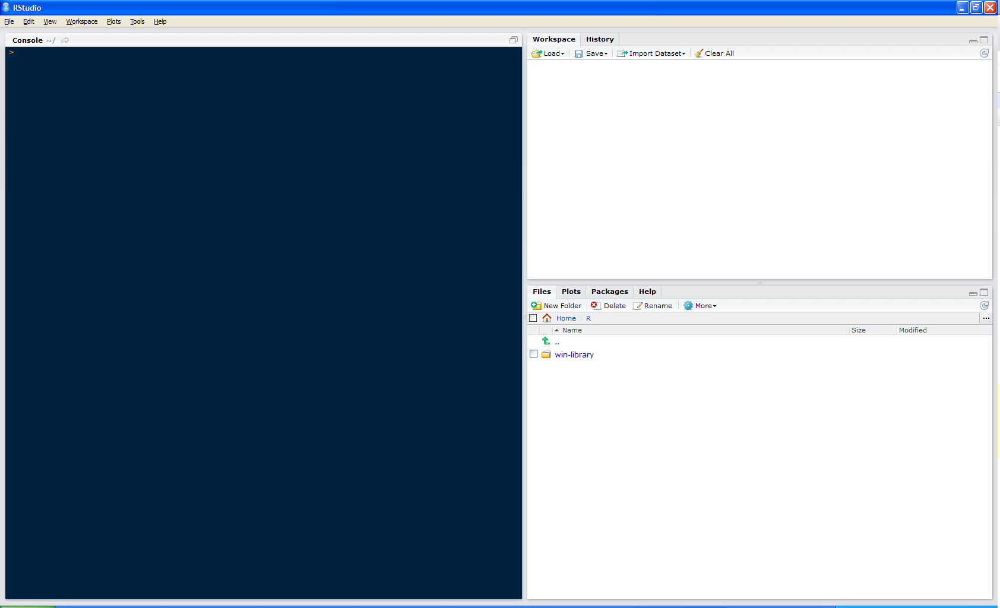 RStudio
File Edit View Workspace Plots Tools Help
Console ~/
>
Workspace History
Load Save Import Dataset Clear All
Files Plots Packages Help
New Folder Delete Rename More
Home R ...
Name Size Modified
..
win-library